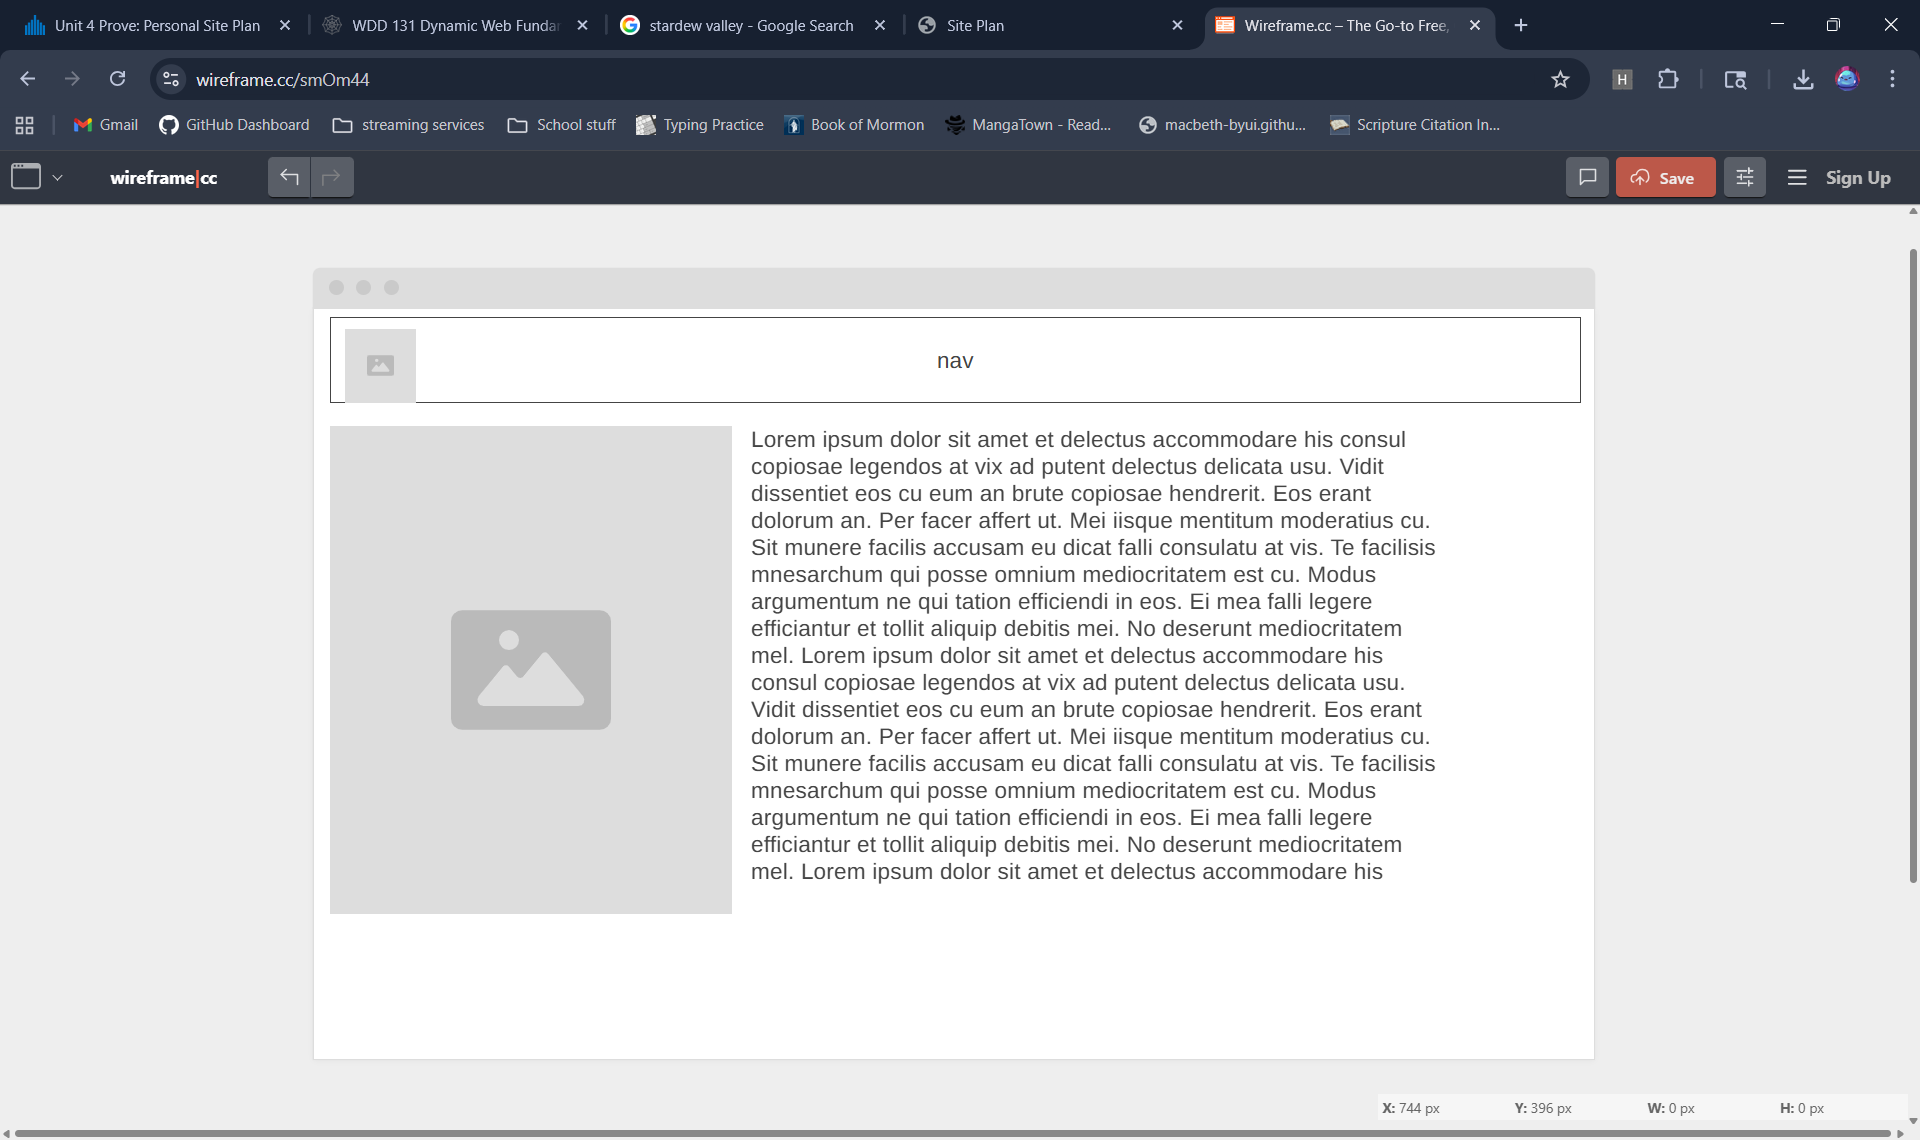 Unit 4 Prove: Personal Site Plan
WDD 131 Dynamic Web Fundar
stardew valley - Google Search
Site Plan
Wireframe.cc – The Go-to Free,
wireframe.cc/smOm44
H
Gmail
GitHub Dashboard
streaming services
School stuff
Typing Practice
Book of Mormon
MangaTown - Read...
macbeth-byui.githu...
Scripture Citation In...
wireframe|cc
Save
Sign Up
nav
Lorem ipsum dolor sit amet et delectus accommodare his consul
copiosae legendos at vix ad putent delectus delicata usu. Vidit
dissentiet eos cu eum an brute copiosae hendrerit. Eos erant
dolorum an. Per facer affert ut. Mei iisque mentitum moderatius cu.
Sit munere facilis accusam eu dicat falli consulatu at vis. Te facilisis
mnesarchum qui posse omnium mediocritatem est cu. Modus
argumentum ne qui tation efficiendi in eos. Ei mea falli legere
efficiantur et tollit aliquip debitis mei. No deserunt mediocritatem
mel. Lorem ipsum dolor sit amet et delectus accommodare his
consul copiosae legendos at vix ad putent delectus delicata usu.
Vidit dissentiet eos cu eum an brute copiosae hendrerit. Eos erant
dolorum an. Per facer affert ut. Mei iisque mentitum moderatius cu.
Sit munere facilis accusam eu dicat falli consulatu at vis. Te facilisis
mnesarchum qui posse omnium mediocritatem est cu. Modus
argumentum ne qui tation efficiendi in eos. Ei mea falli legere
efficiantur et tollit aliquip debitis mei. No deserunt mediocritatem
mel. Lorem ipsum dolor sit amet et delectus accommodare his
X: 744 px
Y: 396 px
W: 0 px
H: 0 px